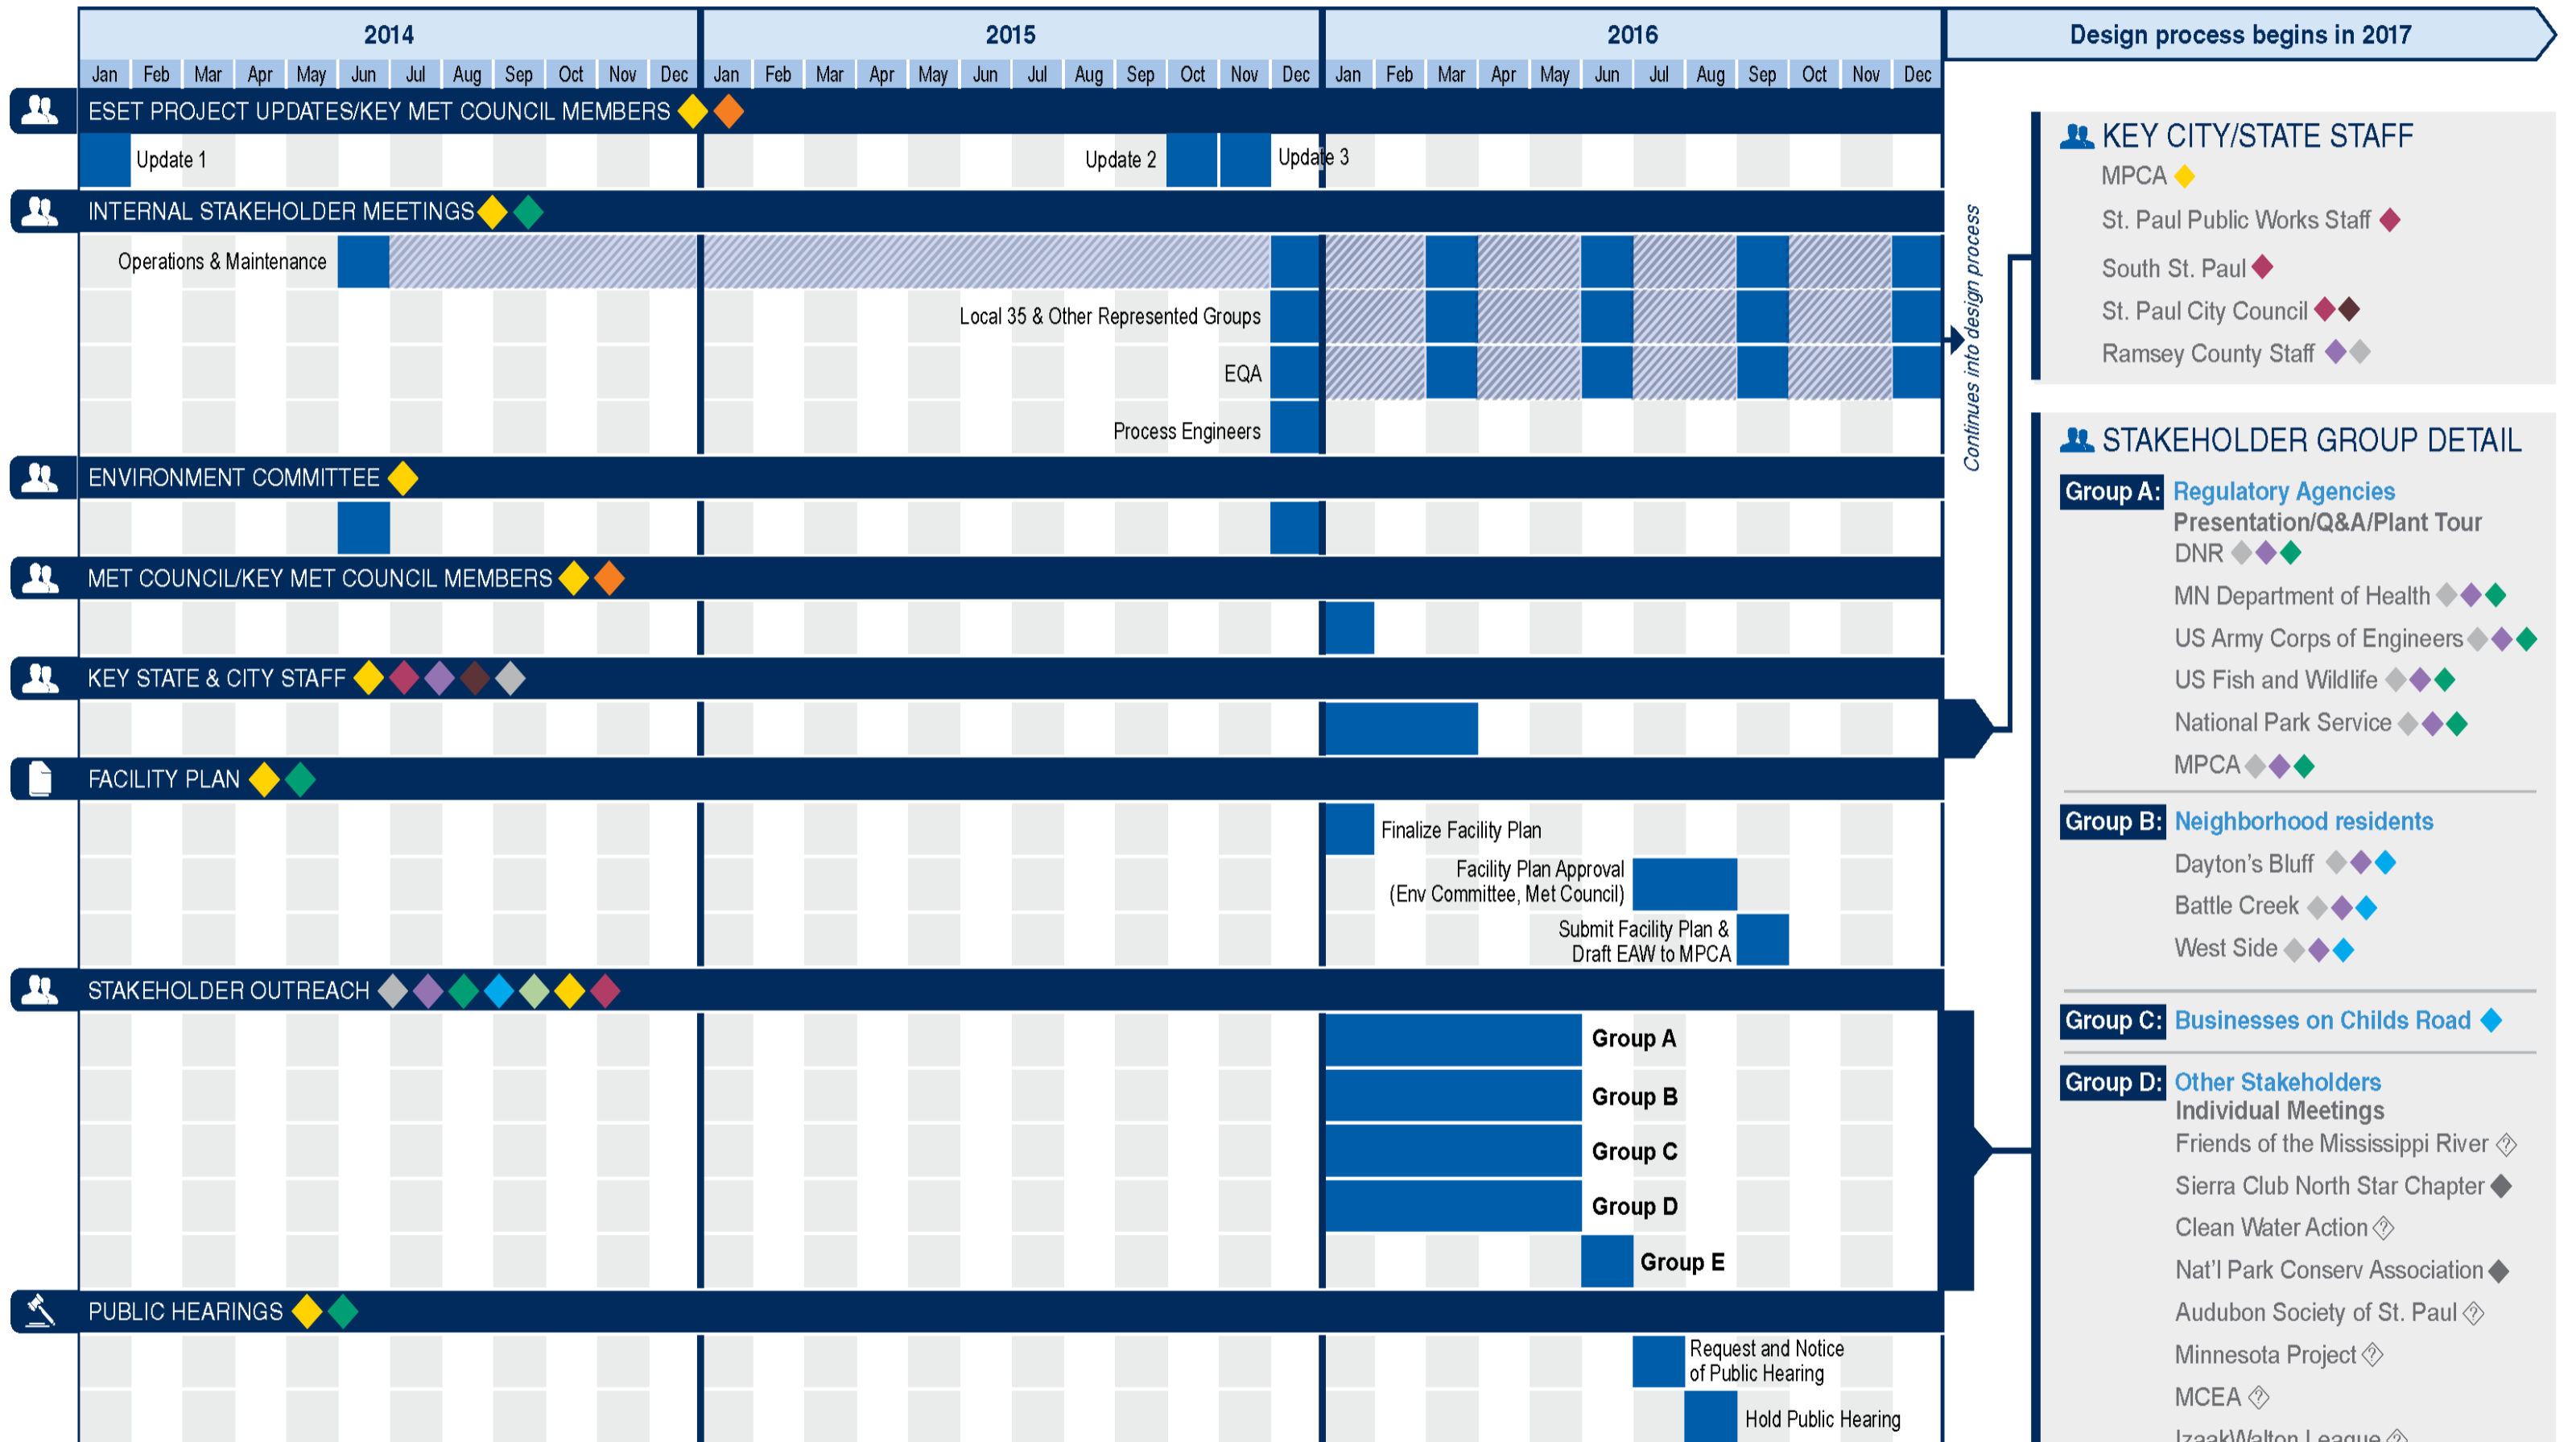 2014
2015
2016
Design process begins in 2017
Jan Feb Mar Apr May Jun Jul Aug Sep Oct Nov Dec Jan Feb Mar Apr May Jun Jul Aug Sep Oct Nov Dec Jan Feb Mar Apr May Jun Jul Aug Sep Oct Nov Dec
ESET PROJECT UPDATES/KEY MET COUNCIL MEMBERS
Update 1
Update 2
Update 3
INTERNAL STAKEHOLDER MEETINGS
Operations & Maintenance
Local 35 & Other Represented Groups
EQA
Process Engineers
Continues into design process
ENVIRONMENT COMMITTEE
MET COUNCIL/KEY MET COUNCIL MEMBERS
KEY STATE & CITY STAFF
FACILITY PLAN
Finalize Facility Plan
Facility Plan Approval
(Env Committee, Met Council)
Submit Facility Plan &
Draft EAW to MPCA
STAKEHOLDER OUTREACH
Group A
Group B
Group C
Group D
Group E
PUBLIC HEARINGS
Request and Notice
of Public Hearing
Hold Public Hearing
KEY CITY/STATE STAFF
MPCA
St. Paul Public Works Staff
South St. Paul
St. Paul City Council
Ramsey County Staff
STAKEHOLDER GROUP DETAIL
Group A: Regulatory Agencies
Presentation/Q&A/Plant Tour
DNR
MN Department of Health
US Army Corps of Engineers
US Fish and Wildlife
National Park Service
MPCA
Group B: Neighborhood residents
Dayton's Bluff
Battle Creek
West Side
Group C: Businesses on Childs Road
Group D: Other Stakeholders
Individual Meetings
Friends of the Mississippi River ?
Sierra Club North Star Chapter
Clean Water Action ?
Nat'l Park Conserv Association
Audubon Society of St. Paul ?
Minnesota Project ?
MCEA ?
IzaakWalton League ?